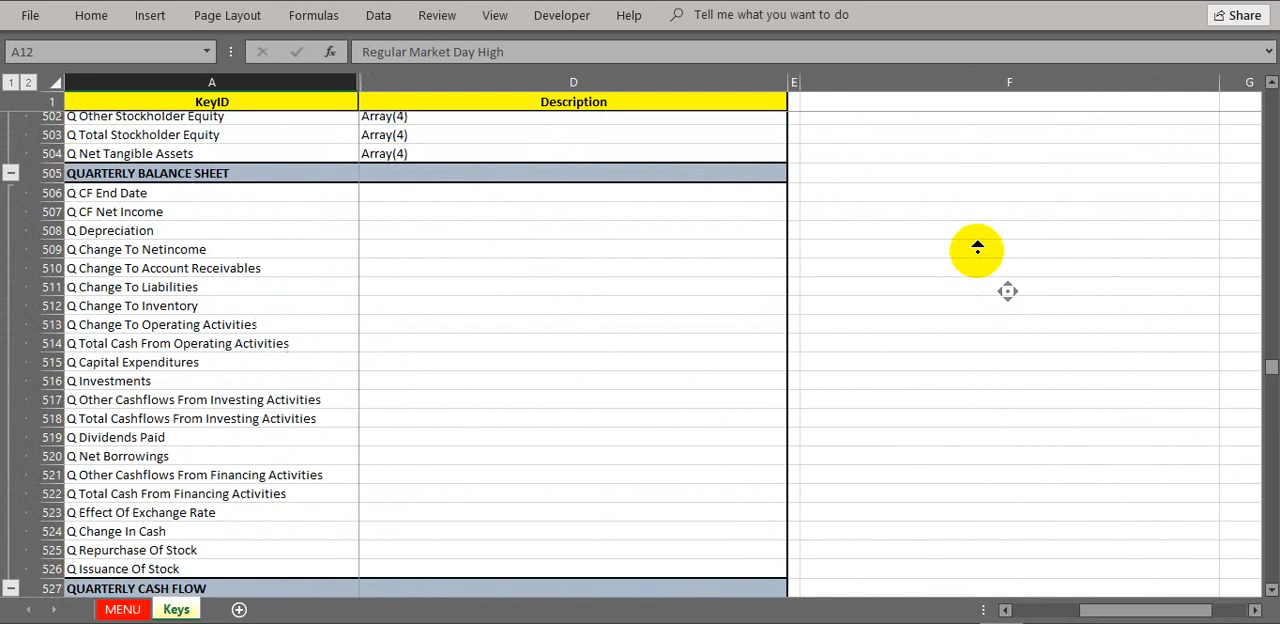 File Home Insert Page Layout Formulas Data Review View Developer Help Tell me what you want to do Share
A12 fx Regular Market Day High
1 2 A D E F G
1 KeyID Description
502 Q Other Stockholder Equity Array(4)
503 Q Total Stockholder Equity Array(4)
504 Q Net Tangible Assets Array(4)
505 QUARTERLY BALANCE SHEET
506 Q CF End Date
507 Q CF Net Income
508 Q Depreciation
509 Q Change To Netincome
510 Q Change To Account Receivables
511 Q Change To Liabilities
512 Q Change To Inventory
513 Q Change To Operating Activities
514 Q Total Cash From Operating Activities
515 Q Capital Expenditures
516 Q Investments
517 Q Other Cashflows From Investing Activities
518 Q Total Cashflows From Investing Activities
519 Q Dividends Paid
520 Q Net Borrowings
521 Q Other Cashflows From Financing Activities
522 Q Total Cash From Financing Activities
523 Q Effect Of Exchange Rate
524 Q Change In Cash
525 Q Repurchase Of Stock
526 Q Issuance Of Stock
527 QUARTERLY CASH FLOW
MENU Keys